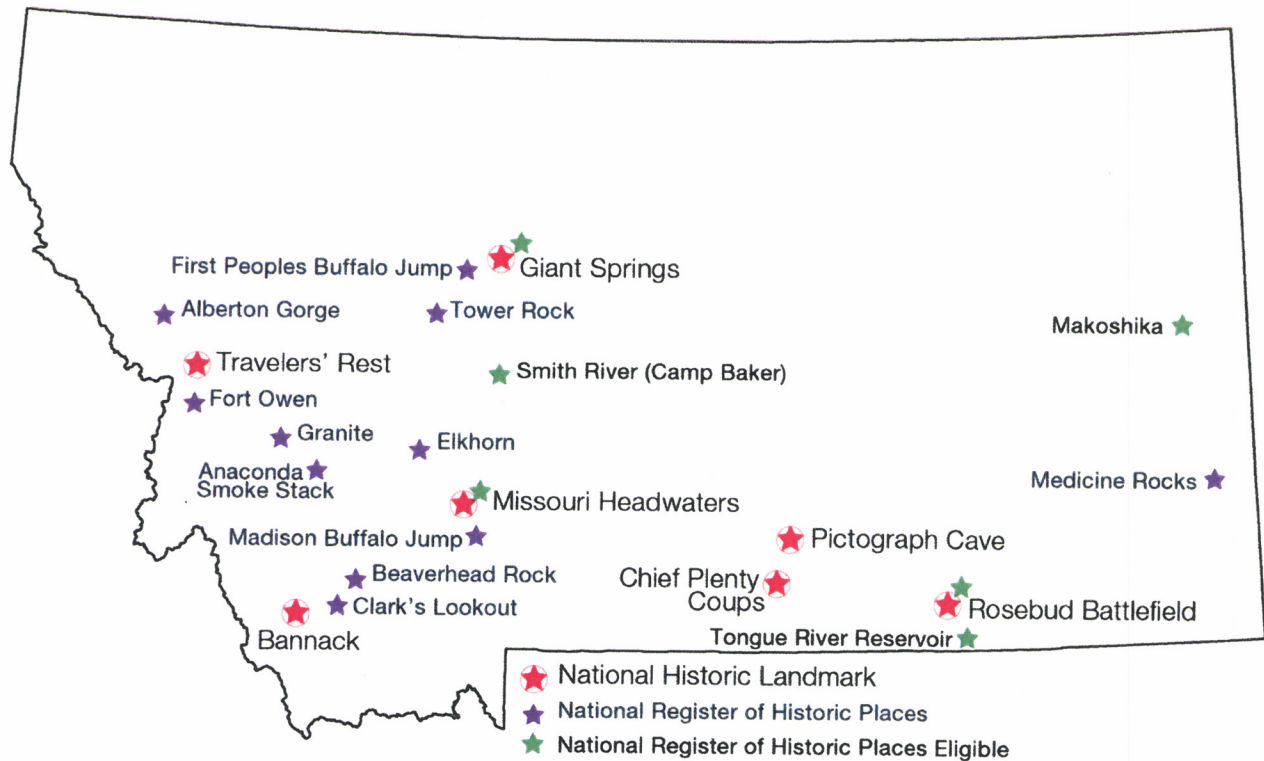 First Peoples Buffalo Jump
Giant Springs
Alberton Gorge
Tower Rock
Makoshika
Travelers' Rest
Smith River (Camp Baker)
Fort Owen
Granite
Elkhorn
Anaconda
Smoke Stack
Medicine Rocks
Missouri Headwaters
Madison Buffalo Jump
Pictograph Cave
Beaverhead Rock
Chief Plenty
Coups
Clark's Lookout
Rosebud Battlefield
Bannack
Tongue River Reservoir
National Historic Landmark
National Register of Historic Places
National Register of Historic Places Eligible